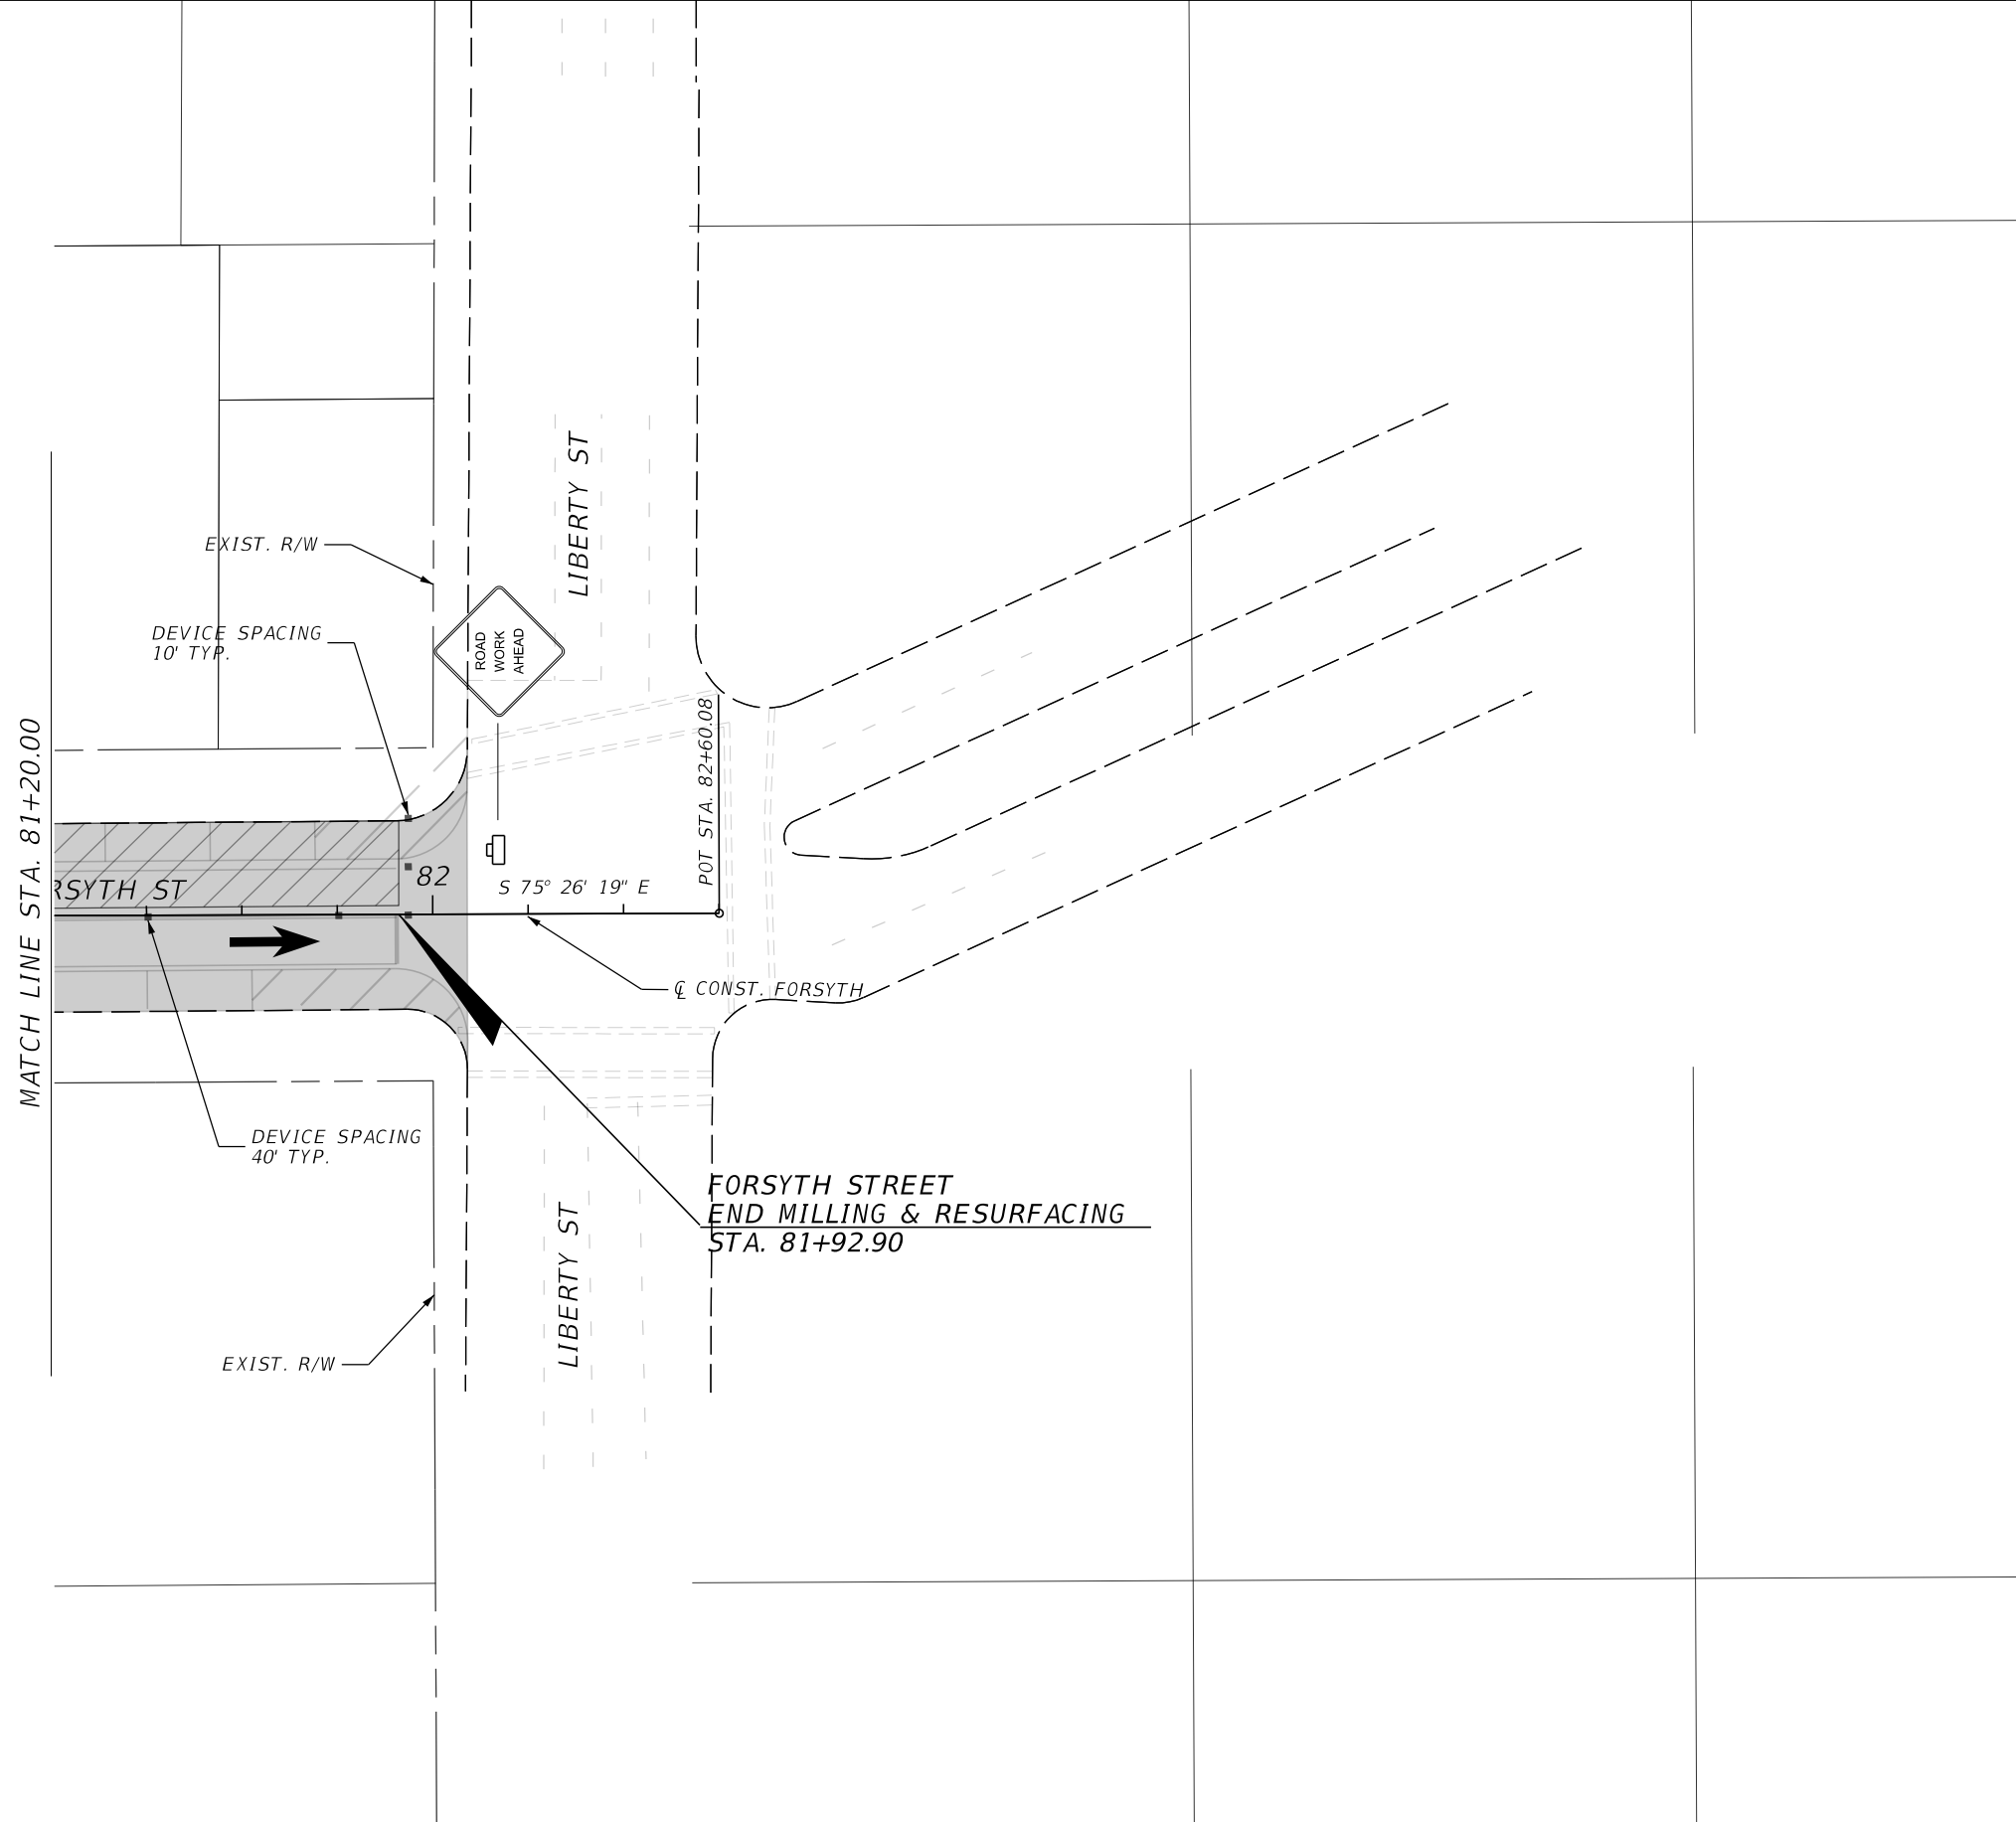 LIBERTY ST
EXIST. R/W
DEVICE SPACING
10' TYP.
ROAD
WORK
AHEAD
MATCH LINE STA. 81+20.00
POT STA. 82+60.08
82
RSYTH ST
S 75° 26' 19" E
℄ CONST. FORSYTH
DEVICE SPACING
40' TYP.
FORSYTH STREET
END MILLING & RESURFACING
STA. 81+92.90
LIBERTY ST
EXIST. R/W